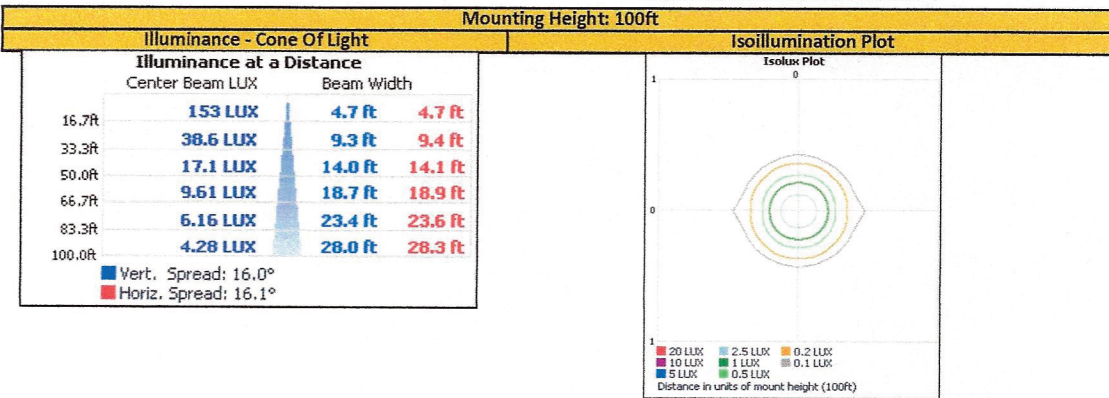 Mounting Height: 100ft
Illuminance - Cone Of Light
Isoillumination Plot
Illuminance at a Distance
Center Beam LUX Beam Width
16.7ft 153 LUX 4.7 ft 4.7 ft
33.3ft 38.6 LUX 9.3 ft 9.4 ft
50.0ft 17.1 LUX 14.0 ft 14.1 ft
66.7ft 9.61 LUX 18.7 ft 18.9 ft
83.3ft 6.16 LUX 23.4 ft 23.6 ft
100.0ft 4.28 LUX 28.0 ft 28.3 ft
Vert. Spread: 16.0°
Horiz. Spread: 16.1°
Isolux Plot
0
1
0
1
20 LUX 2.5 LUX 0.2 LUX
10 LUX 1 LUX 0.1 LUX
5 LUX 0.5 LUX
Distance in units of mount height (100ft)